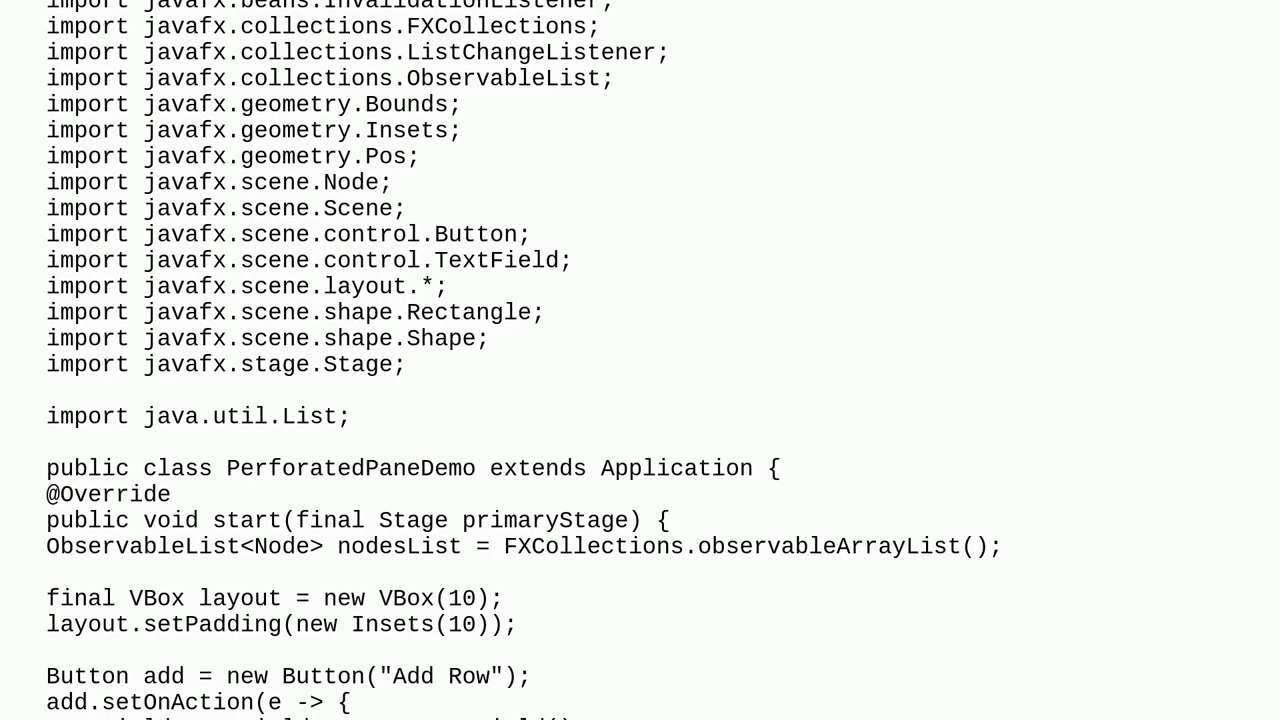 import javafx.beans.InvalidationListener;
import javafx.collections.FXCollections;
import javafx.collections.ListChangeListener;
import javafx.collections.ObservableList;
import javafx.geometry.Bounds;
import javafx.geometry.Insets;
import javafx.geometry.Pos;
import javafx.scene.Node;
import javafx.scene.Scene;
import javafx.scene.control.Button;
import javafx.scene.control.TextField;
import javafx.scene.layout.*;
import javafx.scene.shape.Rectangle;
import javafx.scene.shape.Shape;
import javafx.stage.Stage;

import java.util.List;

public class PerforatedPaneDemo extends Application {
@Override
public void start(final Stage primaryStage) {
ObservableList<Node> nodesList = FXCollections.observableArrayList();

final VBox layout = new VBox(10);
layout.setPadding(new Insets(10));

Button add = new Button("Add Row");
add.setOnAction(e -> {